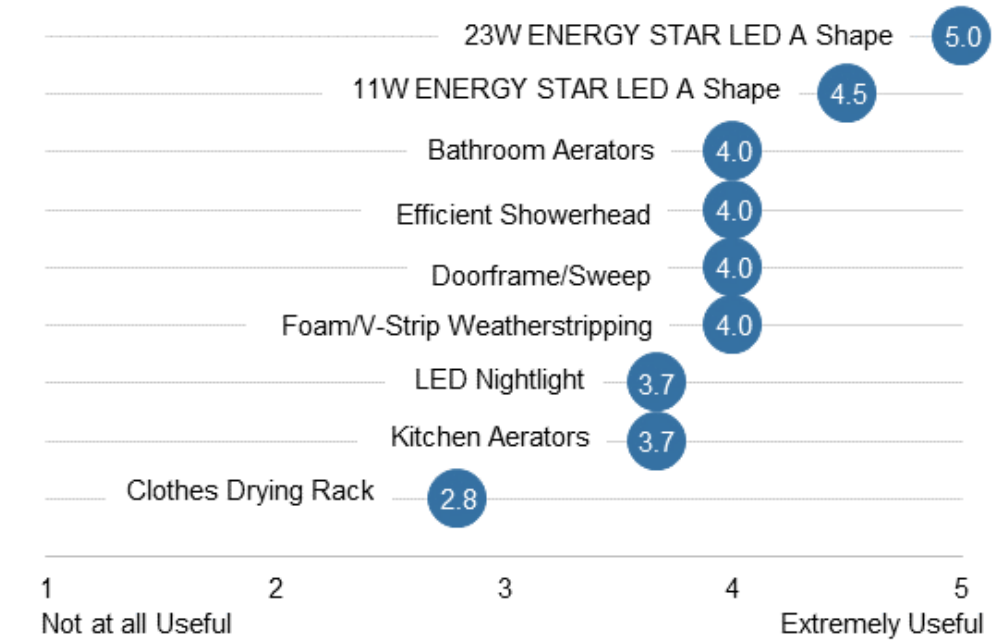 23W ENERGY STAR LED A Shape 5.0
11W ENERGY STAR LED A Shape 4.5
Bathroom Aerators 4.0
Efficient Showerhead 4.0
Doorframe/Sweep 4.0
Foam/V-Strip Weatherstripping 4.0
LED Nightlight 3.7
Kitchen Aerators 3.7
Clothes Drying Rack 2.8
1 2 3 4 5
Not at all Useful Extremely Useful